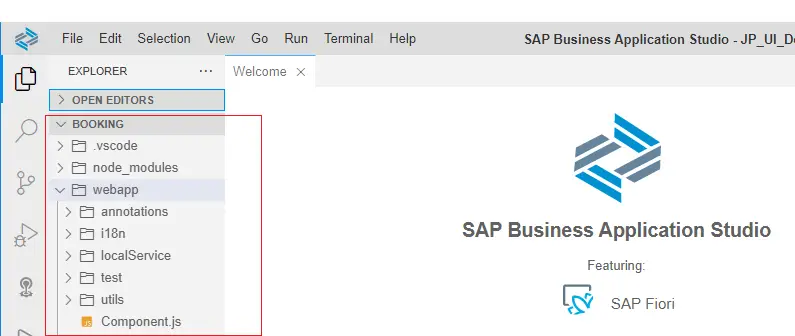 File Edit Selection View Go Run Terminal Help SAP Business Application Studio - JP_UI_De
EXPLORER ... Welcome ×
OPEN EDITORS
BOOKING
.vscode
node_modules
webapp
annotations
i18n
localService
test
utils
JS Component.js
SAP Business Application Studio
Featuring:
SAP Fiori